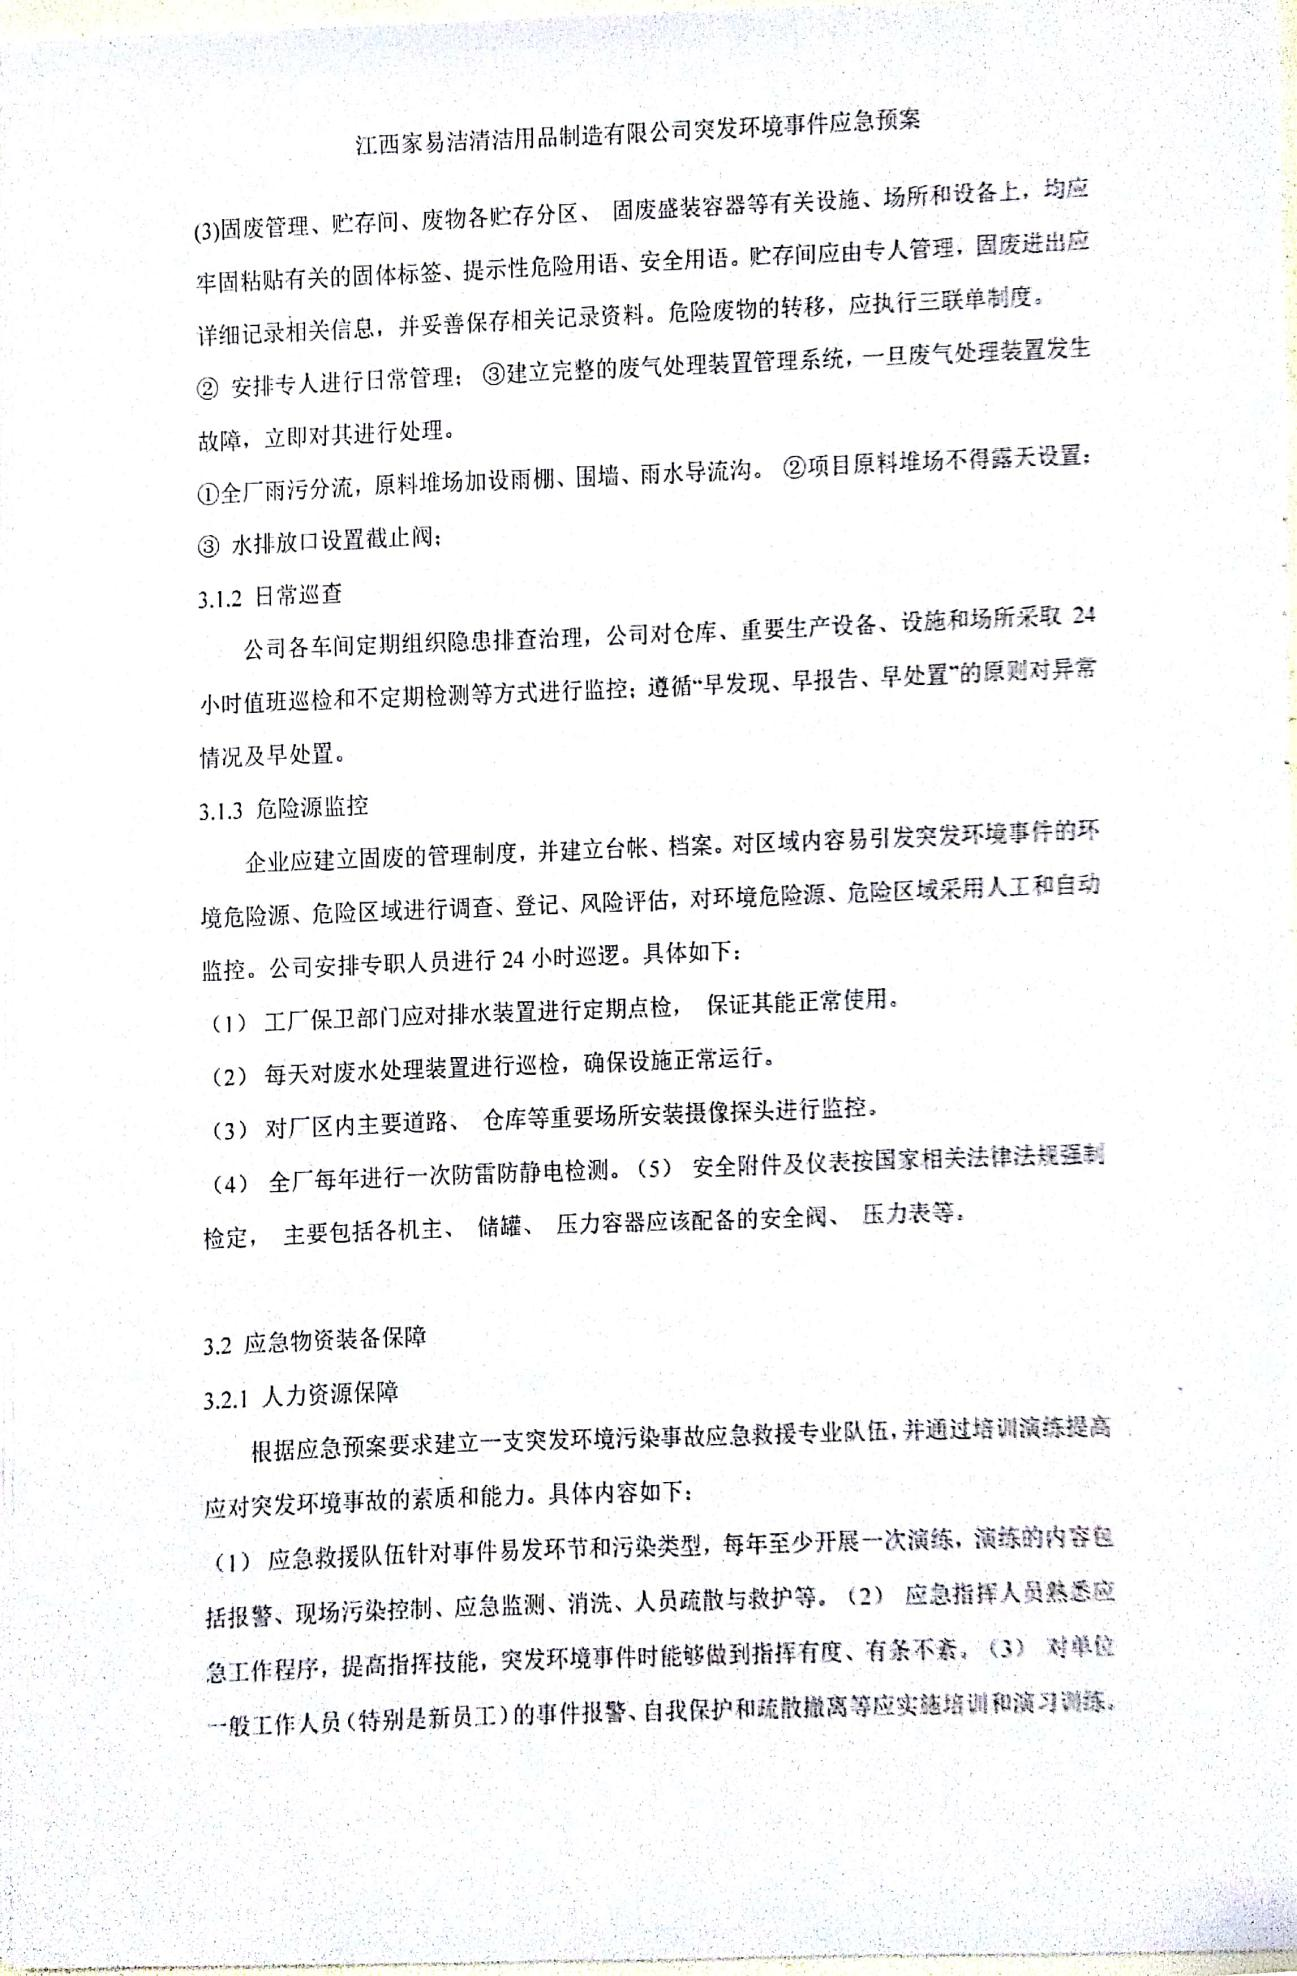 江西家易洁清洁用品制造有限公司突发环境事件应急预案
(3)固废管理、贮存间、废物各贮存分区、 固废盛装容器等有关设施、场所和设备上，均应
牢固粘贴有关的固体标签、提示性危险用语、安全用语。贮存间应由专人管理，固废进出应
详细记录相关信息，并妥善保存相关记录资料。危险废物的转移，应执行三联单制度。
② 安排专人进行日常管理； ③建立完整的废气处理装置管理系统，一旦废气处理装置发生
故障，立即对其进行处理。
①全厂雨污分流，原料堆场加设雨棚、围墙、雨水导流沟。 ②项目原料堆场不得露天设置；
③ 水排放口设置截止阀；
3.1.2 日常巡查
公司各车间定期组织隐患排查治理，公司对仓库、重要生产设备、设施和场所采取 24
小时值班巡检和不定期检测等方式进行监控；遵循“早发现、早报告、早处置”的原则对异常
情况及早处置。
3.1.3 危险源监控
企业应建立固废的管理制度，并建立台帐、档案。对区域内容易引发突发环境事件的环
境危险源、危险区域进行调查、登记、风险评估，对环境危险源、危险区域采用人工和自动
监控。公司安排专职人员进行 24 小时巡逻。具体如下：
（1） 工厂保卫部门应对排水装置进行定期点检， 保证其能正常使用。
（2） 每天对废水处理装置进行巡检，确保设施正常运行。
（3） 对厂区内主要道路、 仓库等重要场所安装摄像探头进行监控。
（4） 全厂每年进行一次防雷防静电检测。（5） 安全附件及仪表按国家相关法律法规强制
检定， 主要包括各机主、 储罐、 压力容器应该配备的安全阀、 压力表等。
3.2 应急物资装备保障
3.2.1 人力资源保障
根据应急预案要求建立一支突发环境污染事故应急救援专业队伍，并通过培训演练提高
应对突发环境事故的素质和能力。具体内容如下：
（1） 应急救援队伍针对事件易发环节和污染类型，每年至少开展一次演练，演练的内容包
括报警、现场污染控制、应急监测、消洗、人员疏散与救护等。（2） 应急指挥人员熟悉应
急工作程序，提高指挥技能，突发环境事件时能够做到指挥有度、有条不紊。（3） 对单位
一般工作人员（特别是新员工）的事件报警、自我保护和疏散撤离等应实施培训和演习训练。